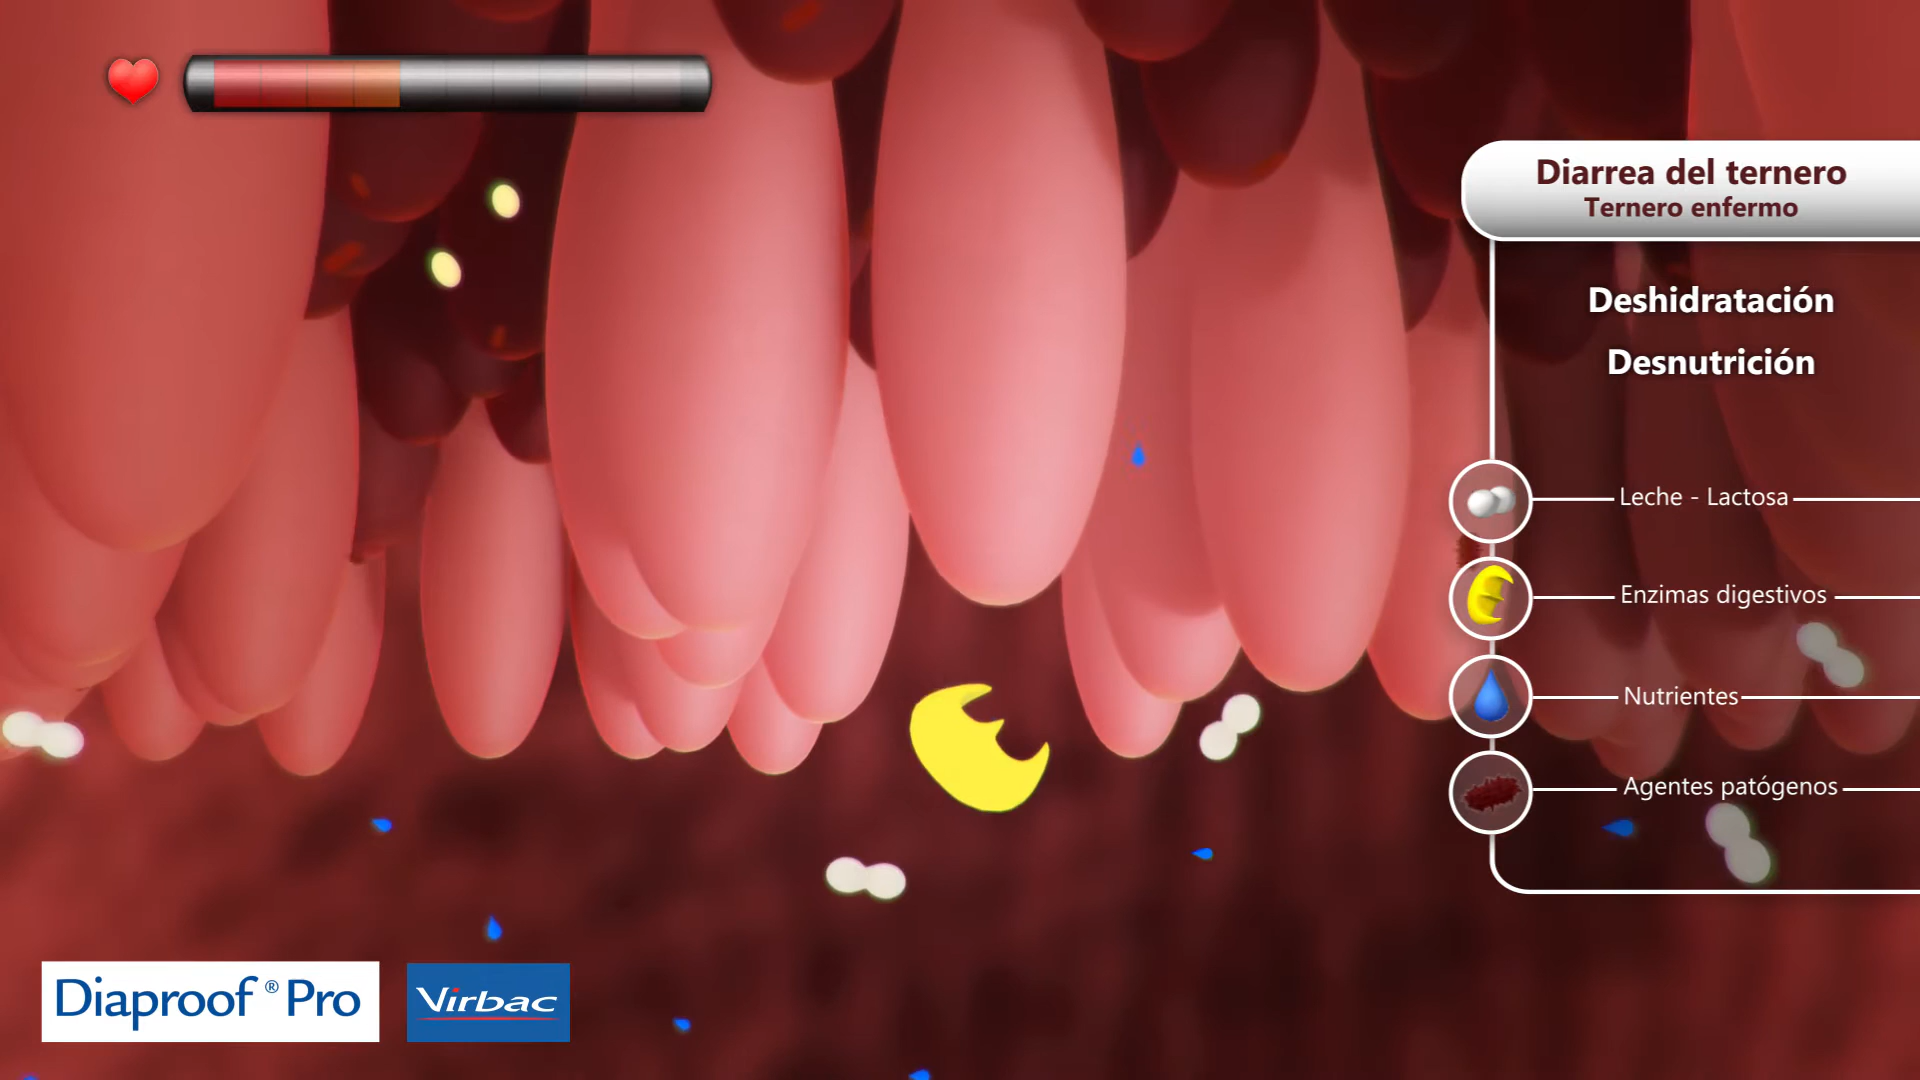 Diarrea del ternero
Ternero enfermo
Deshidratación
Desnutrición
Leche - Lactosa
Enzimas digestivos
Nutrientes
Agentes patógenos
Diaproof® Pro
Virbac